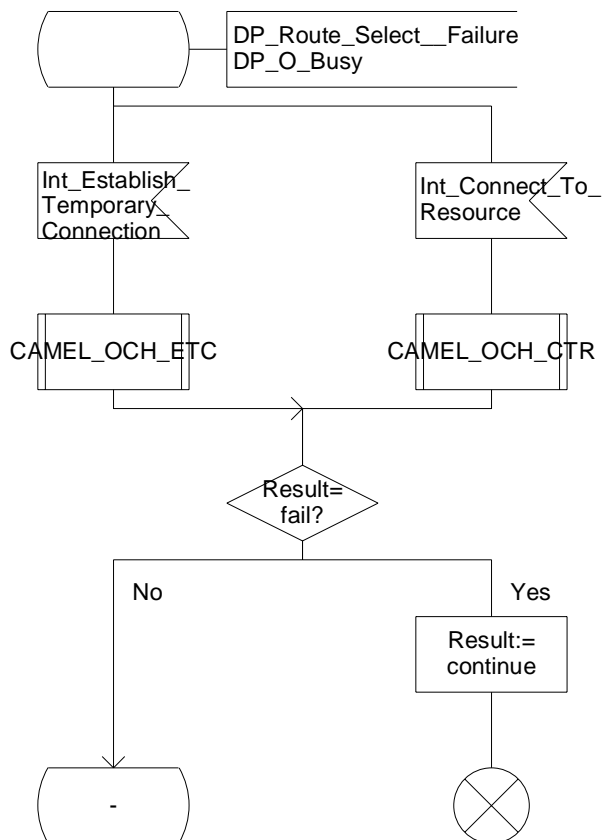 DP_Route_Select__Failure
DP_O_Busy
Int_Establish_
Temporary_
Connection
Int_Connect_To_
Resource
CAMEL_OCH_ETC
CAMEL_OCH_CTR
Result=
fail?
No
Yes
Result:=
continue
-